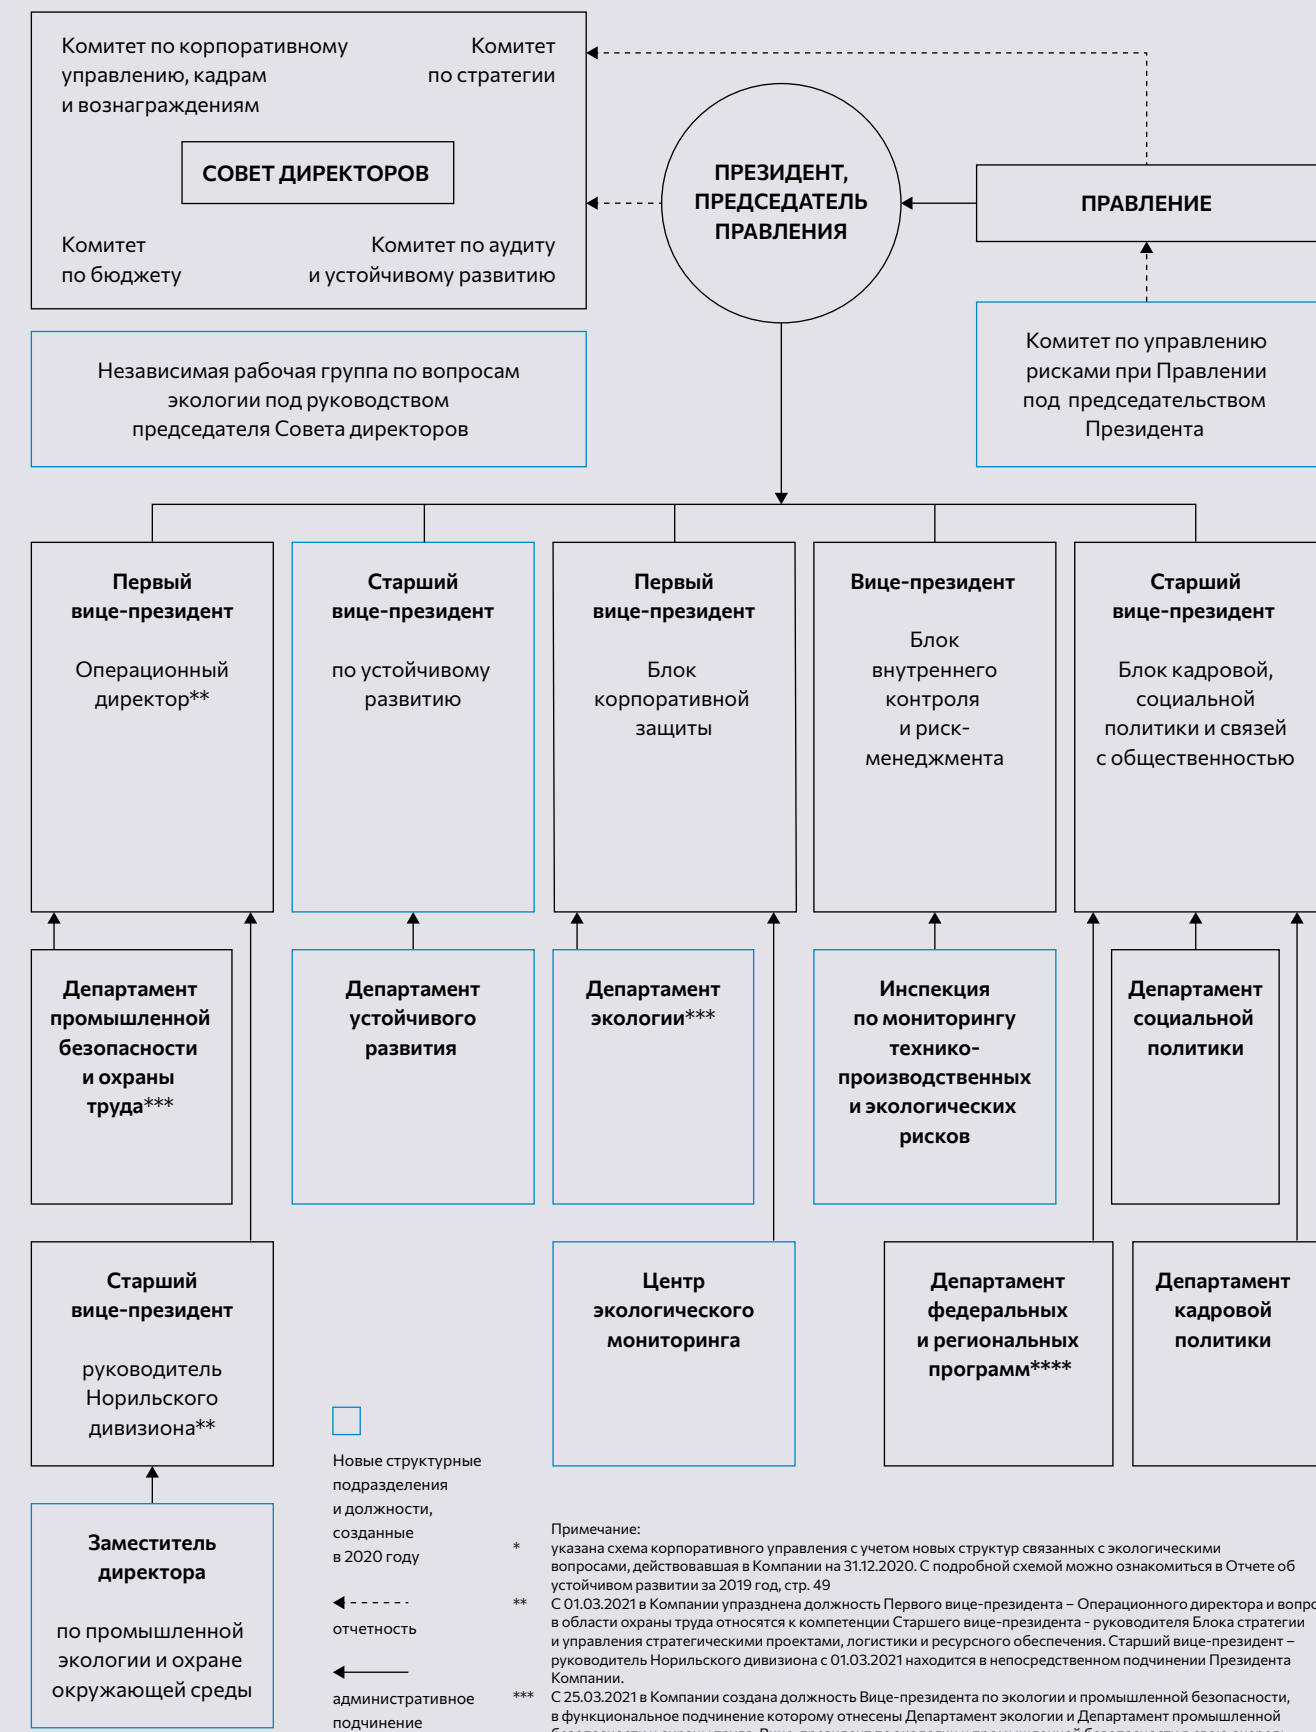 Комитет по корпоративному
управлению, кадрам
и вознаграждениям
Комитет
по стратегии
СОВЕТ ДИРЕКТОРОВ
Комитет
по бюджету
Комитет по аудиту
и устойчивому развитию
ПРЕЗИДЕНТ,
ПРЕДСЕДАТЕЛЬ
ПРАВЛЕНИЯ
ПРАВЛЕНИЕ
Независимая рабочая группа по вопросам
экологии под руководством
председателя Совета директоров
Комитет по управлению
рисками при Правлении
под председательством
Президента
Первый
вице-президент
Операционный
директор**
Старший
вице-президент
по устойчивому
развитию
Первый
вице-президент
Блок
корпоративной
защиты
Вице-президент
Блок
внутреннего
контроля
и риск-
менеджмента
Старший
вице-президент
Блок кадровой,
социальной
политики и связей
с общественностью
Департамент
промышленной
безопасности
и охраны
труда***
Департамент
устойчивого
развития
Департамент
экологии***
Инспекция
по мониторингу
технико-
производственных
и экологических
рисков
Департамент
социальной
политики
Старший
вице-президент
руководитель
Норильского
дивизиона**
Центр
экологического
мониторинга
Департамент
федеральных
и региональных
программ****
Департамент
кадровой
политики
Заместитель
директора
по промышленной
экологии и охране
окружающей среды
Новые структурные
подразделения
и должности,
созданные
в 2020 году
отчетность
административное
подчинение
Примечание:
* указана схема корпоративного управления с учетом новых структур связанных с экологическими
вопросами, действовавшая в Компании на 31.12.2020. С подробной схемой можно ознакомиться в Отчете об
устойчивом развитии за 2019 год, стр. 49
** С 01.03.2021 в Компании упразднена должность Первого вице-президента – Операционного директора и вопро
в области охраны труда относятся к компетенции Старшего вице-президента - руководителя Блока стратегии
и управления стратегическими проектами, логистики и ресурсного обеспечения. Старший вице-президент –
руководитель Норильского дивизиона с 01.03.2021 находится в непосредственном подчинении Президента
Компании.
*** С 25.03.2021 в Компании создана должность Вице-президента по экологии и промышленной безопасности,
в функциональное подчинение которому отнесены Департамент экологии и Департамент промышленной